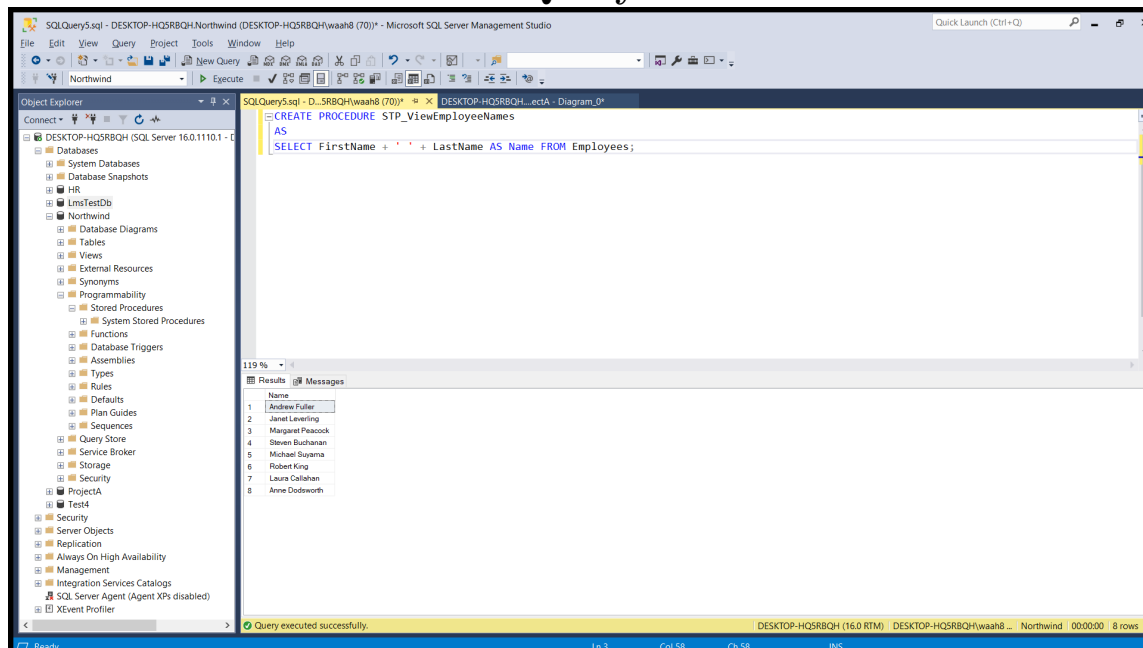 SQLQuery5.sql - DESKTOP-HQ5RBQH.Northwind (DESKTOP-HQ5RBQH\waah8 (70))* - Microsoft SQL Server Management Studio
Quick Launch (Ctrl+Q)
File Edit View Query Project Tools Window Help
New Query
Northwind
Execute
Object Explorer
SQLQuery5.sql - D...5RBQH\waah8 (70))*
DESKTOP-HQ5RBQH....ectA - Diagram_0*
Connect
DESKTOP-HQ5RBQH (SQL Server 16.0.1110.1 -
Databases
System Databases
Database Snapshots
HR
LmsTestDb
Northwind
Database Diagrams
Tables
Views
External Resources
Synonyms
Programmability
Stored Procedures
System Stored Procedures
Functions
Database Triggers
Assemblies
Types
Rules
Defaults
Plan Guides
Sequences
Query Store
Service Broker
Storage
Security
ProjectA
Test4
Security
Server Objects
Replication
Always On High Availability
Management
Integration Services Catalogs
SQL Server Agent (Agent XPs disabled)
XEvent Profiler
CREATE PROCEDURE STP_ViewEmployeeNames
AS
SELECT FirstName + ' ' + LastName AS Name FROM Employees;
119 %
Results Messages
Name
1 Andrew Fuller
2 Janet Leverling
3 Margaret Peacock
4 Steven Buchanan
5 Michael Suyama
6 Robert King
7 Laura Callahan
8 Anne Dodsworth
Query executed successfully.
DESKTOP-HQ5RBQH (16.0 RTM) DESKTOP-HQ5RBQH\waah8 ... Northwind 00:00:00 8 rows
Ready Ln 3 Col 58 Ch 58 INS